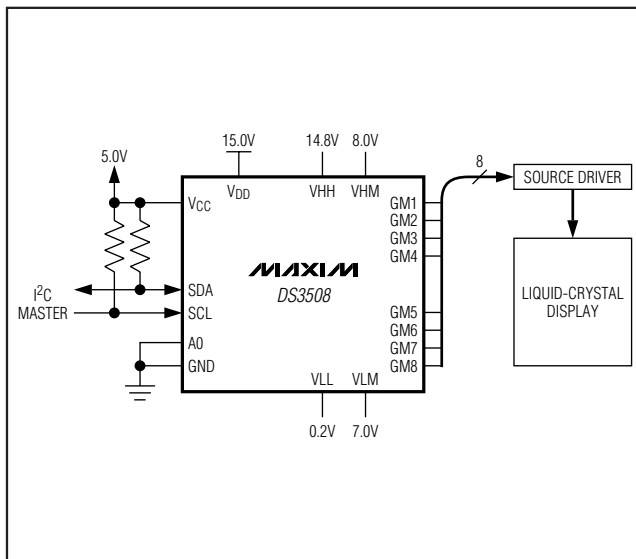 5.0V
15.0V
14.8V
8.0V
8
SOURCE DRIVER
VCC
VDD
VHH
VHM
GM1
GM2
GM3
GM4
MAXIM
DS3508
LIQUID-CRYSTAL
DISPLAY
I²C
MASTER
SDA
SCL
GM5
GM6
GM7
GM8
A0
GND
VLL
VLM
0.2V
7.0V